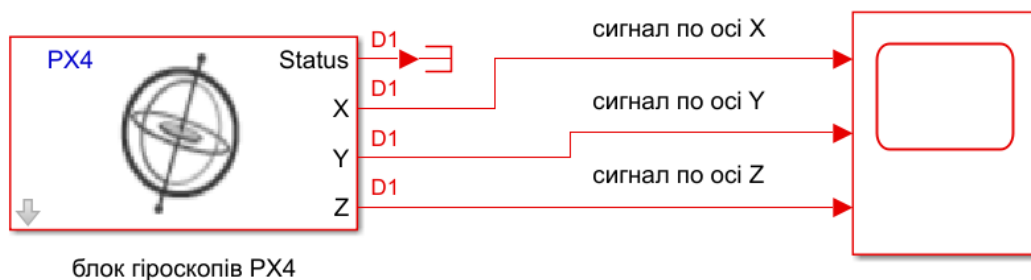 PX4
Status
X
Y
Z
D1
D1
D1
D1
сигнал по осі X
сигнал по осі Y
сигнал по осі Z
блок гіроскопів PX4